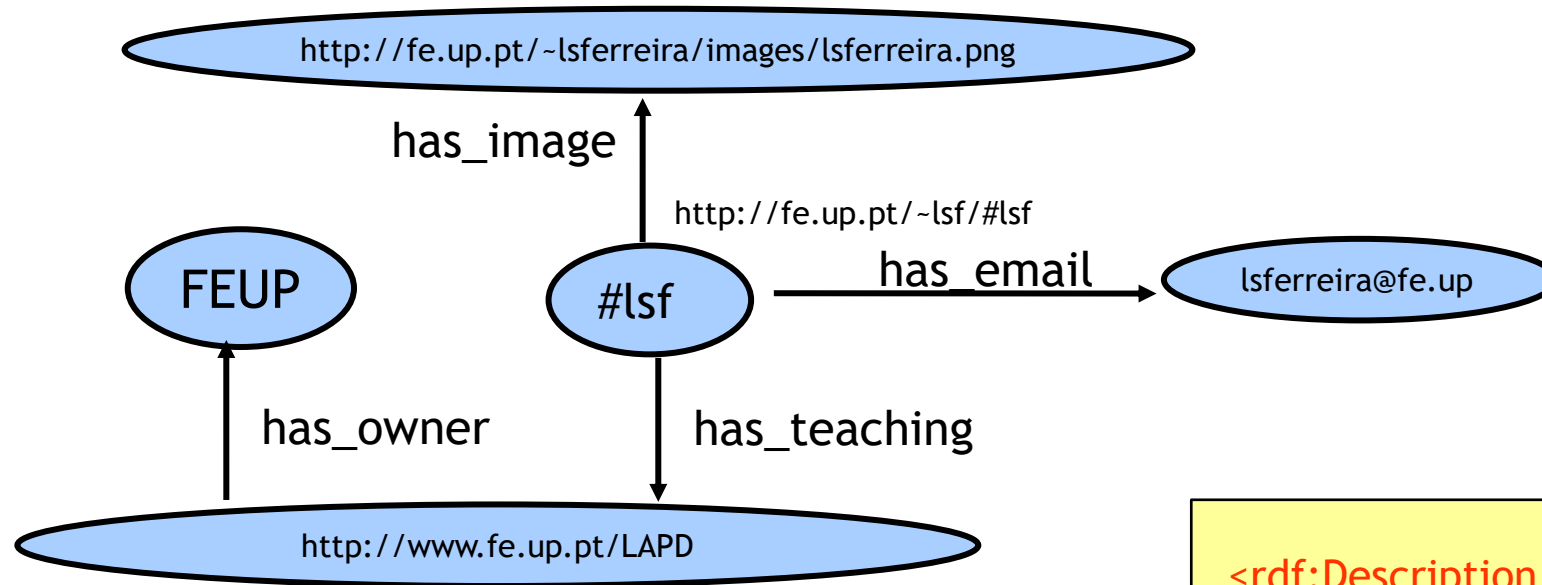 http://fe.up.pt/~lsferreira/images/lsferreira.png
has_image
http://fe.up.pt/~lsf/#lsf
FEUP
#lsf
has_email
lsferreira@fe.up
has_owner
has_teaching
http://www.fe.up.pt/LAPD
<rdf:Description